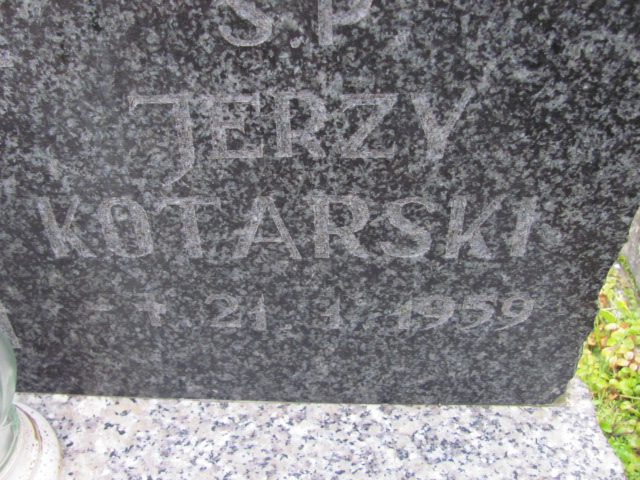 Ś.P
JERZY
KOTARSKI
- † 21. 1. 1959